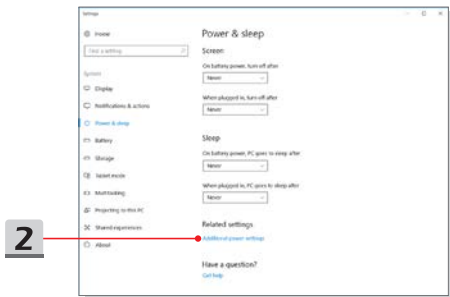 Settings
Home
Find a setting
System
Display
Notifications & actions
Power & sleep
Battery
Storage
Tablet mode
Multitasking
Projecting to this PC
Shared experiences
About
Power & sleep
Screen
On battery power, turn off after
Never
When plugged in, turn off after
Never
Sleep
On battery power, PC goes to sleep after
Never
When plugged in, PC goes to sleep after
Never
Related settings
Additional power settings
Have a question?
Get help
2